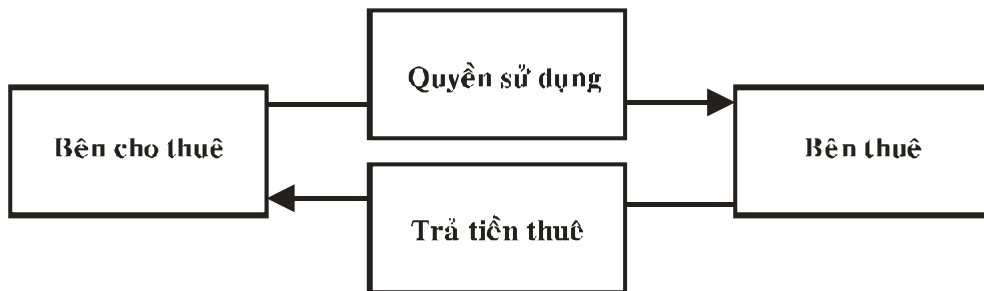 Quyền sử dụng
Bên cho thuê
Bên thuê
Trả tiền thuê